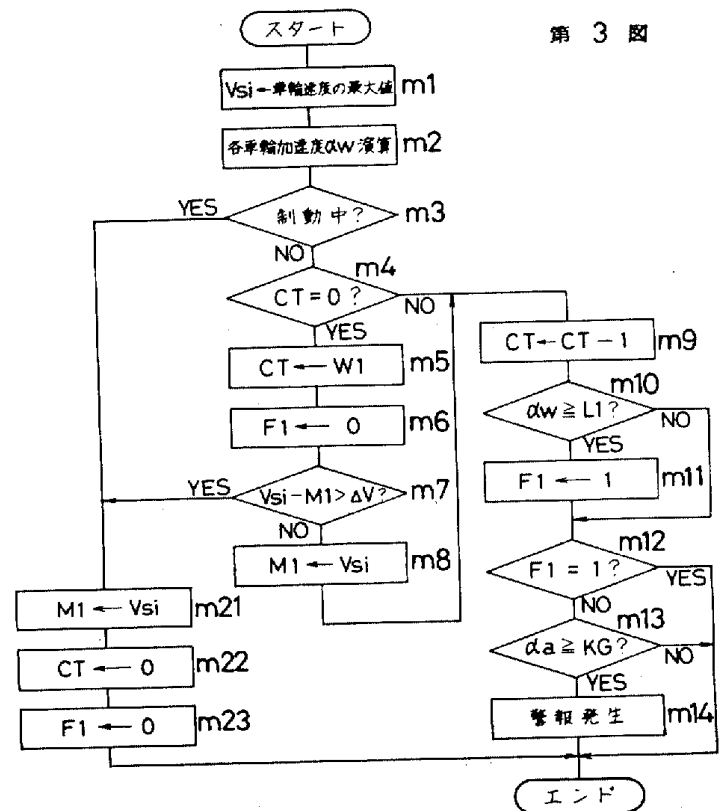 第 3 図
スタート
Vsi←車輪速度の最大値 m1
各車輪加速度αw演算 m2
制動中? m3
YES
NO
CT=0? m4
NO
YES
CT←W1 m5
F1←0 m6
Vsi-M1>ΔV? m7
YES
NO
M1←Vsi m8
CT←CT-1 m9
αw≧L1? m10
NO
YES
F1←1 m11
F1=1? m12
YES
NO
αa≧KG? m13
NO
YES
警報発生 m14
M1←Vsi m21
CT←0 m22
F1←0 m23
エンド